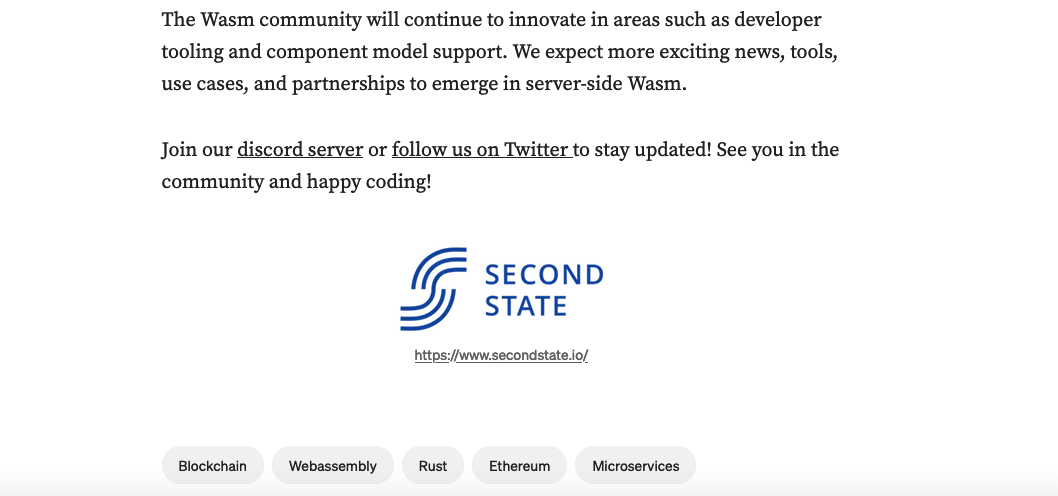 The Wasm community will continue to innovate in areas such as developer
tooling and component model support. We expect more exciting news, tools,
use cases, and partnerships to emerge in server-side Wasm.
Join our discord server or follow us on Twitter to stay updated! See you in the
community and happy coding!
SECOND
STATE
https://www.secondstate.io/
Blockchain Webassembly Rust Ethereum Microservices